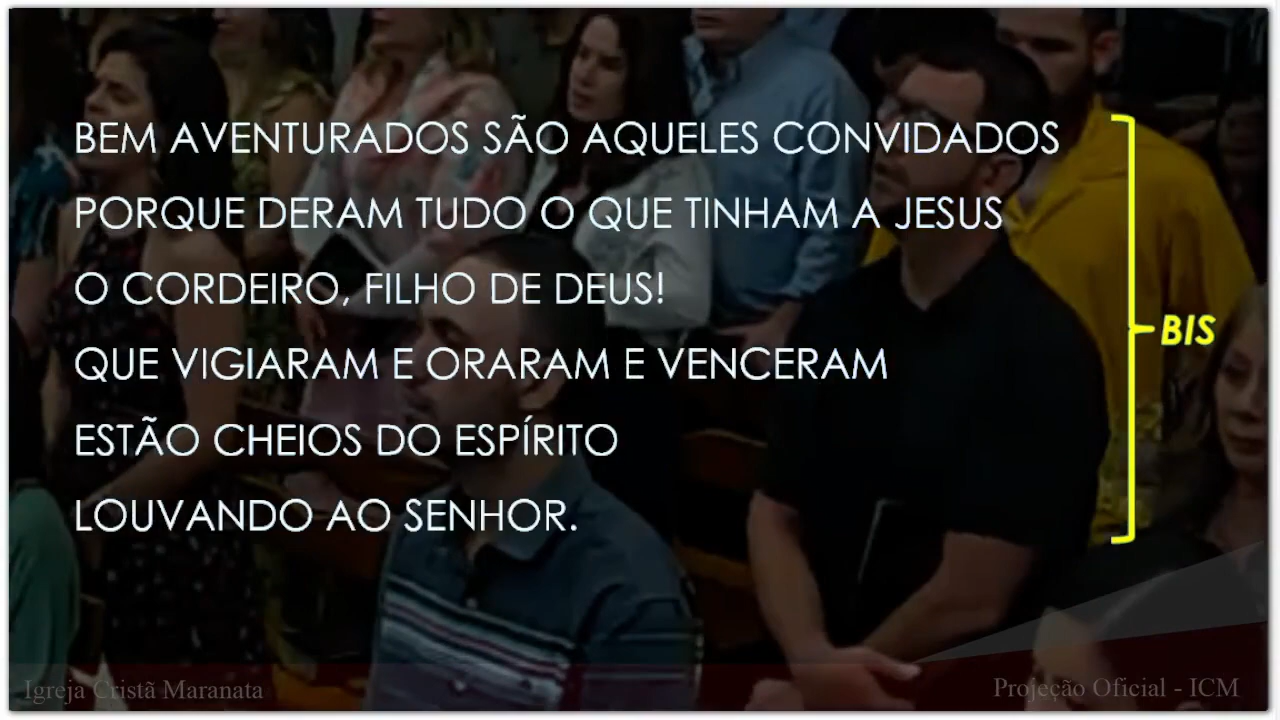 BEM AVENTURADOS SÃO AQUELES CONVIDADOS
PORQUE DERAM TUDO O QUE TINHAM A JESUS
O CORDEIRO, FILHO DE DEUS!
QUE VIGIARAM E ORARAM E VENCERAM
ESTÃO CHEIOS DO ESPÍRITO
LOUVANDO AO SENHOR.
BIS
Igreja Cristã Maranata
Projeção Oficial - ICM